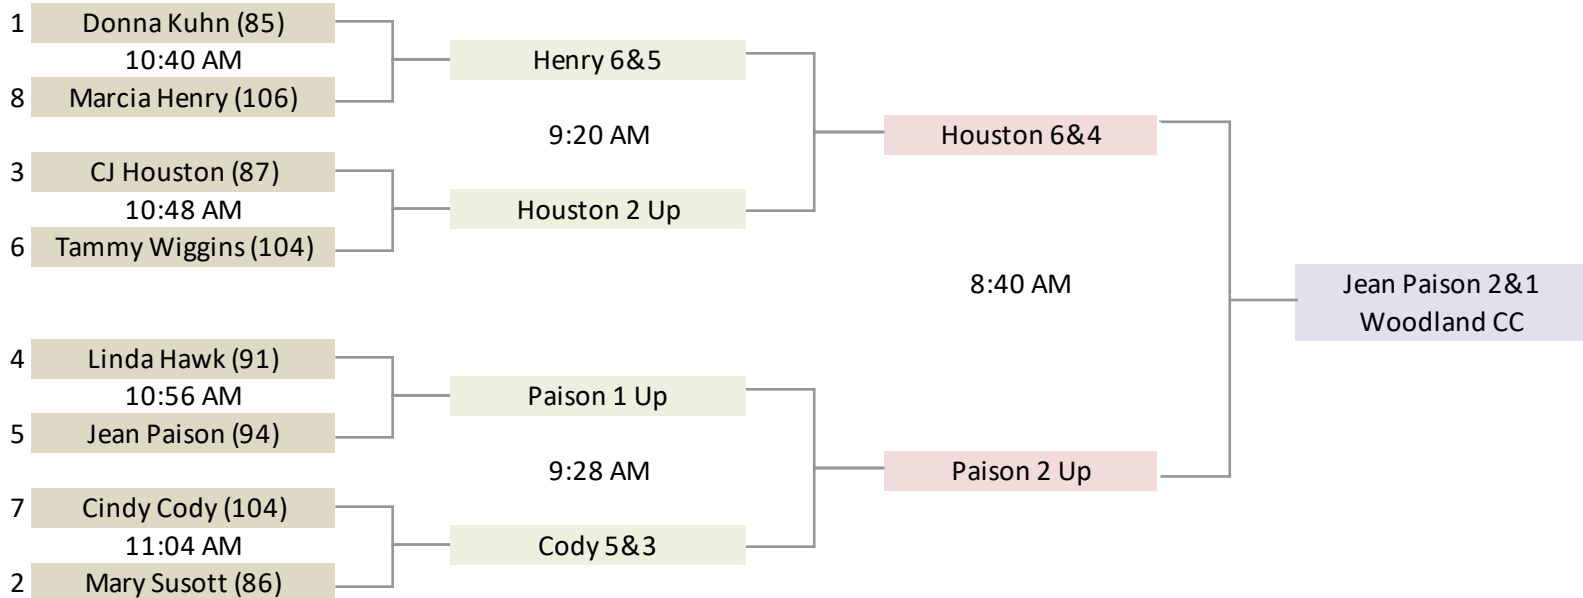 1 Donna Kuhn (85)
10:40 AM
8 Marcia Henry (106)
3 CJ Houston (87)
10:48 AM
6 Tammy Wiggins (104)
4 Linda Hawk (91)
10:56 AM
5 Jean Paison (94)
7 Cindy Cody (104)
11:04 AM
2 Mary Susott (86)
Henry 6&5
9:20 AM
Houston 2 Up
Paison 1 Up
9:28 AM
Cody 5&3
Houston 6&4
8:40 AM
Paison 2 Up
Jean Paison 2&1
Woodland CC